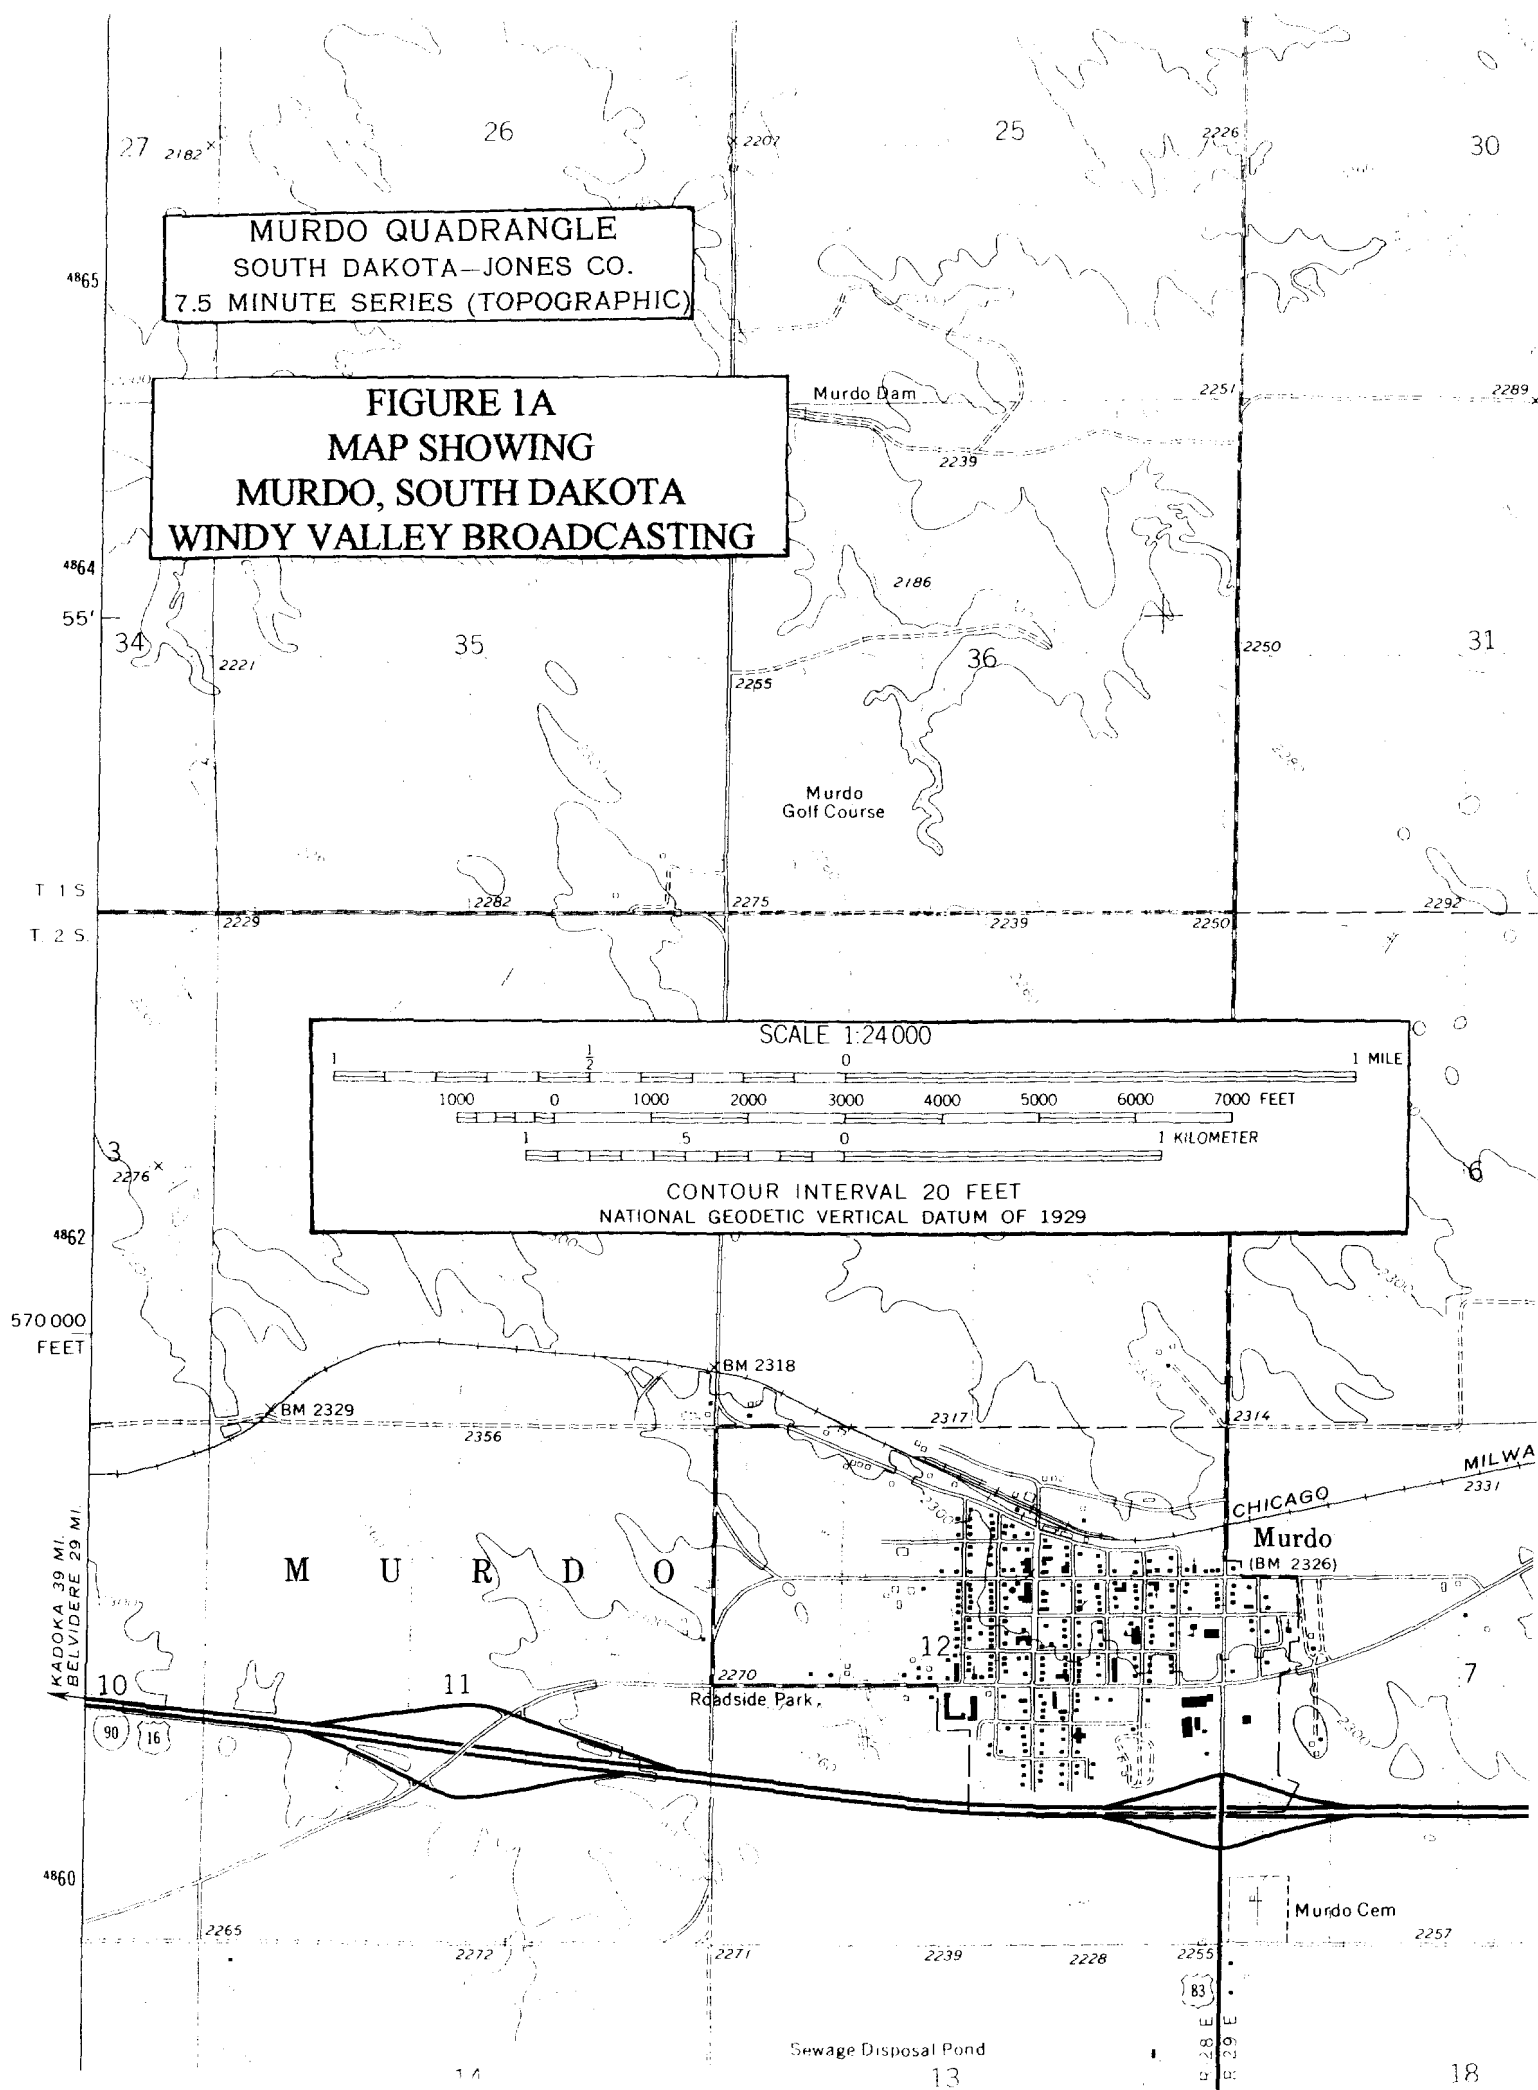 27
2182
26
2207
25
2226
30
MURDO QUADRANGLE
SOUTH DAKOTA—JONES CO.
7.5 MINUTE SERIES (TOPOGRAPHIC)
4865
FIGURE 1A
MAP SHOWING
MURDO, SOUTH DAKOTA
WINDY VALLEY BROADCASTING
Murdo Dam
2251
2289
2239
4864
55'
2186
34
35
36
31
2221
2255
2250
Murdo
Golf Course
T 1 S
2282
2275
2292
T. 2 S.
2229
2239
2250
SCALE 1:24 000
1
1/2
0
1 MILE
1000
0
1000
2000
3000
4000
5000
6000
7000 FEET
1
.5
0
1 KILOMETER
CONTOUR INTERVAL 20 FEET
NATIONAL GEODETIC VERTICAL DATUM OF 1929
3
2276
6
4862
2300
570 000
FEET
BM 2318
BM 2329
2356
2317
2314
MILWA
2331
CHICAGO
2300
Murdo
(BM 2326)
M U R D O
KADOKA 39 MI.
BELVIDERE 29 MI.
10
11
12
7
2270
Roadside Park
90
16
2300
4860
Murdo Cem
2265
2272
2271
2239
2228
2255
2257
83
R 28 E
R 29 E
Sewage Disposal Pond
14
13
18